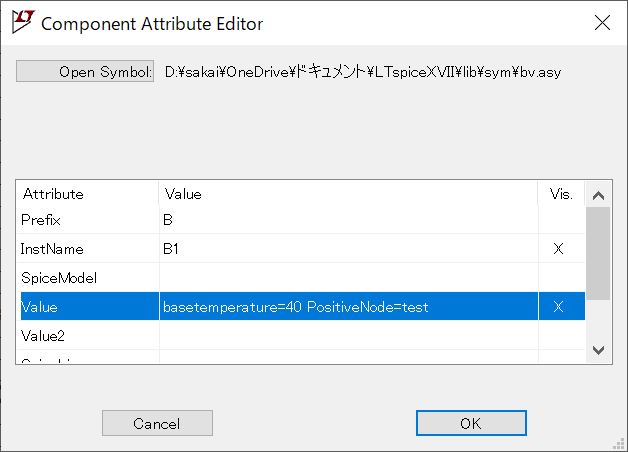 Component Attribute Editor
Open Symbol: D:¥sakai¥OneDrive¥ドキュメント¥LTspiceXVII¥lib¥sym¥bv.asy
Attribute Value Vis.
Prefix B
InstName B1 X
SpiceModel
Value basetemperature=40 PositiveNode=test X
Value2
Cancel OK